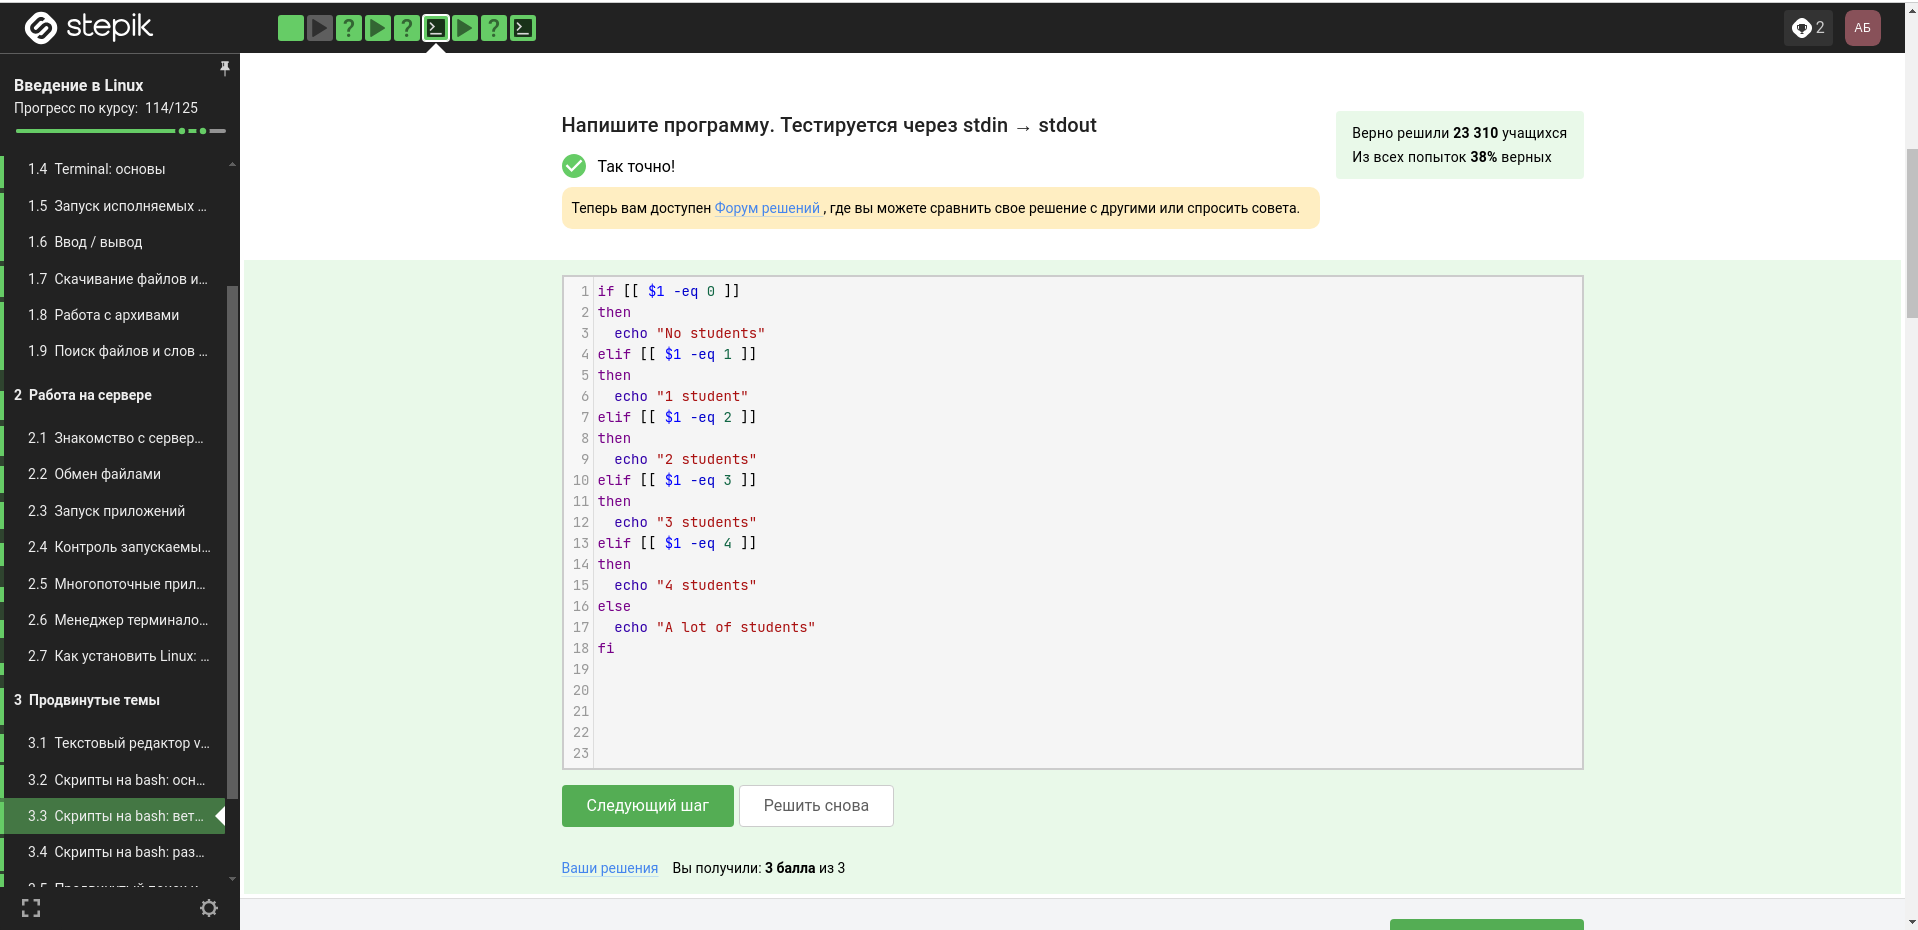 stepik
2
АБ
Введение в Linux
Прогресс по курсу: 114/125
1.4 Terminal: основы
1.5 Запуск исполняемых ...
1.6 Ввод / вывод
1.7 Скачивание файлов и...
1.8 Работа с архивами
1.9 Поиск файлов и слов ...
2 Работа на сервере
2.1 Знакомство с сервер...
2.2 Обмен файлами
2.3 Запуск приложений
2.4 Контроль запускаемы...
2.5 Многопоточные прил...
2.6 Менеджер терминало...
2.7 Как установить Linux: ...
3 Продвинутые темы
3.1 Текстовый редактор v...
3.2 Скрипты на bash: осн...
3.3 Скрипты на bash: вет...
3.4 Скрипты на bash: раз...
Напишите программу. Тестируется через stdin → stdout
Так точно!
Теперь вам доступен Форум решений , где вы можете сравнить свое решение с другими или спросить совета.
Верно решили 23 310 учащихся
Из всех попыток 38% верных
1 if [[ $1 -eq 0 ]]
2 then
3   echo "No students"
4 elif [[ $1 -eq 1 ]]
5 then
6   echo "1 student"
7 elif [[ $1 -eq 2 ]]
8 then
9   echo "2 students"
10 elif [[ $1 -eq 3 ]]
11 then
12   echo "3 students"
13 elif [[ $1 -eq 4 ]]
14 then
15   echo "4 students"
16 else
17   echo "A lot of students"
18 fi
19
20
21
22
23
Следующий шаг
Решить снова
Ваши решения Вы получили: 3 балла из 3